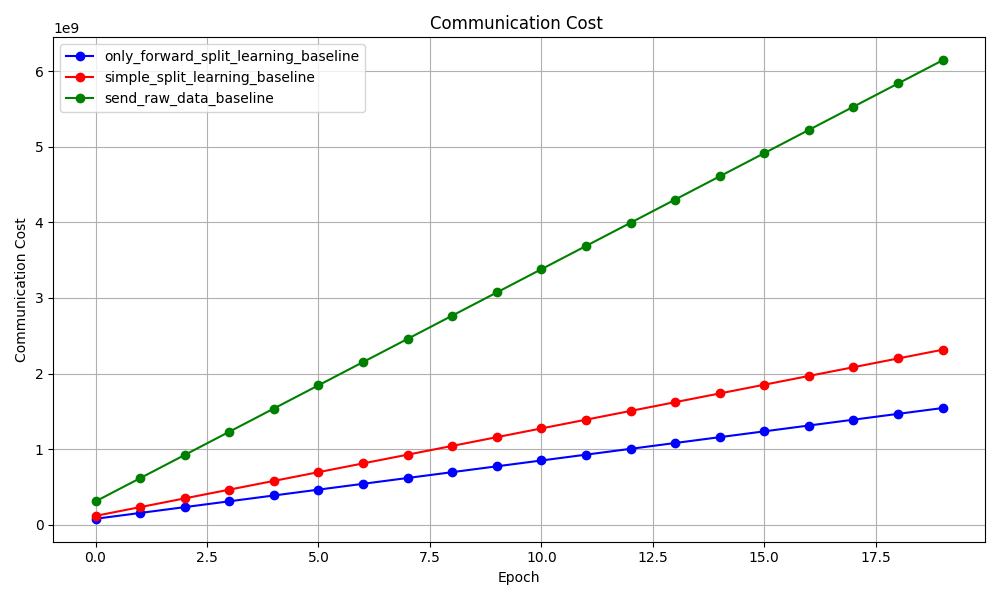 Communication Cost
1e9
only_forward_split_learning_baseline
simple_split_learning_baseline
send_raw_data_baseline
6
5
4
3
2
1
0
Communication Cost
0.0 2.5 5.0 7.5 10.0 12.5 15.0 17.5
Epoch